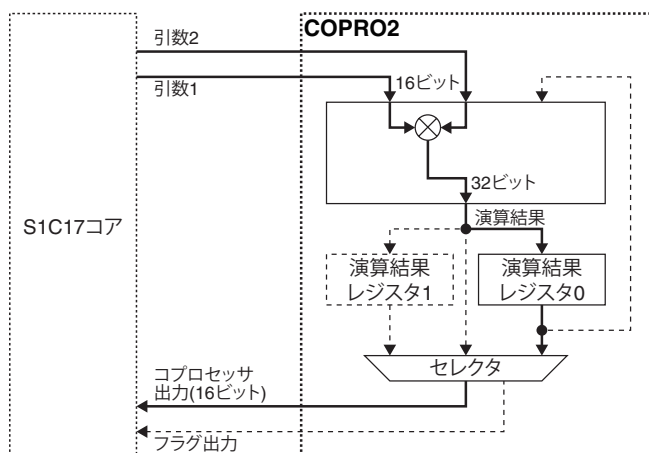 引数2
COPRO2
引数1
16ビット
32ビット
S1C17コア
演算結果
演算結果
レジスタ1
演算結果
レジスタ0
セレクタ
コプロセッサ
出力(16ビット)
フラグ出力